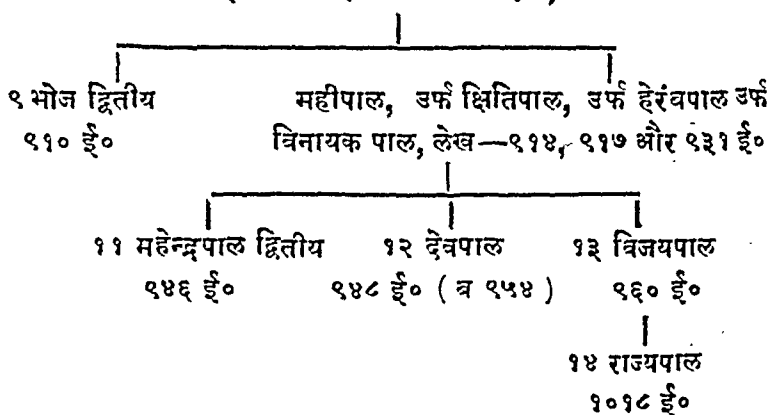 ९ भोज द्वितीय महीपाल, उर्फ क्षितिपाल, उर्फ हेरंवपाल उर्फ
९१० ई० विनायक पाल, लेख—९१४, ९१७ और ९३१ ई०
११ महेन्द्रपाल द्वितीय १२ देवपाल १३ विजयपाल
९४६ ई० ९४८ ई० ( व ९५४ ) ९६० ई०
१४ राज्यपाल
१०१८ ई०